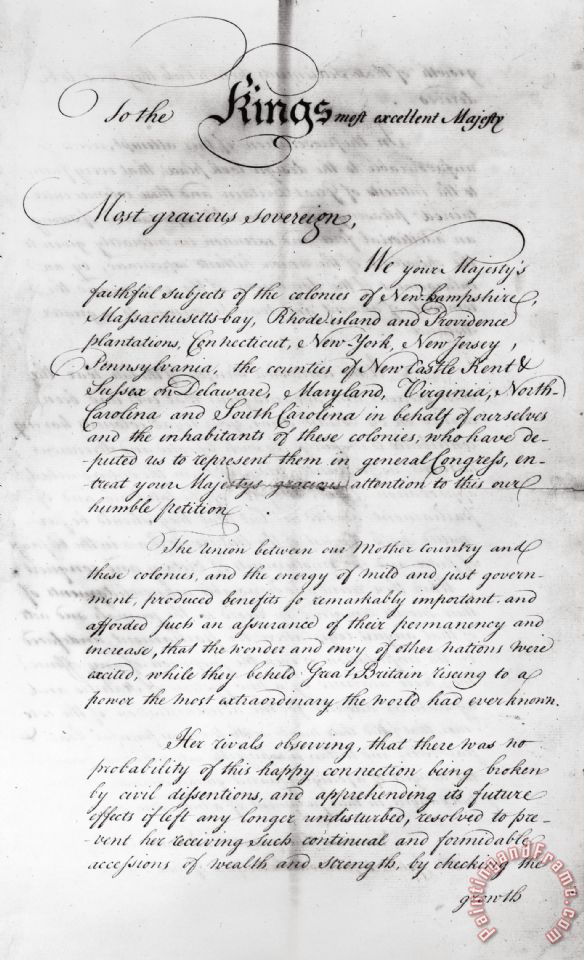 To the Kings most excellent Majesty
Most gracious sovereign,
We your Majesty's
faithful subjects of the colonies of New-hampshire,
Massachusetts-bay, Rhode island and Providence
plantations, Connecticut, New-York, New Jersey,
Pennsylvania, the counties of New Castle Kent &
Sussex on Delaware, Maryland, Virginia, North-
Carolina and South Carolina in behalf of ourselves
and the inhabitants of these colonies, who have de-
-puted us to represent them in general Congress, en-
-treat your Majestys gracious attention to this our
humble petition
The Union between our Mother Country and
these colonies, and the energy of mild and just govern-
-ment, produced benefits so remarkably important. and
afforded such an assurance of their permanency and
increase, that the wonder and envy of other nations were
excited, while they beheld Great Britain riseing to a
power the most extraordinary the world had ever known.
Her rivals observing, that there was no
probability of this happy connection being broken
by civil dissentions, and apprehending its future
effects if left any longer undisturbed, resolved to pre-
-vent her receiving such continual and formidable
accessions of wealth and strength, by checking the
growth
PaintingandFrame.com